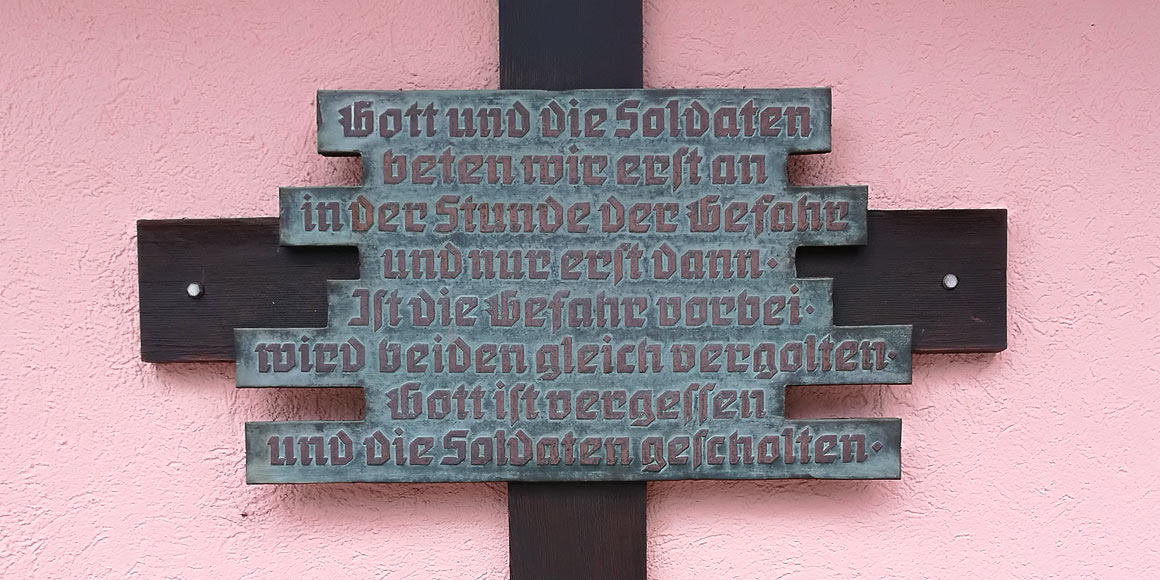 Gott und die Soldaten
beten wir erſt an
in der Stunde der Gefahr
und nur erſt dann·
Iſt die Gefahr vorbei·
wird beiden gleich vergolten·
Gott iſt vergeſſen
und die Soldaten geſcholten·